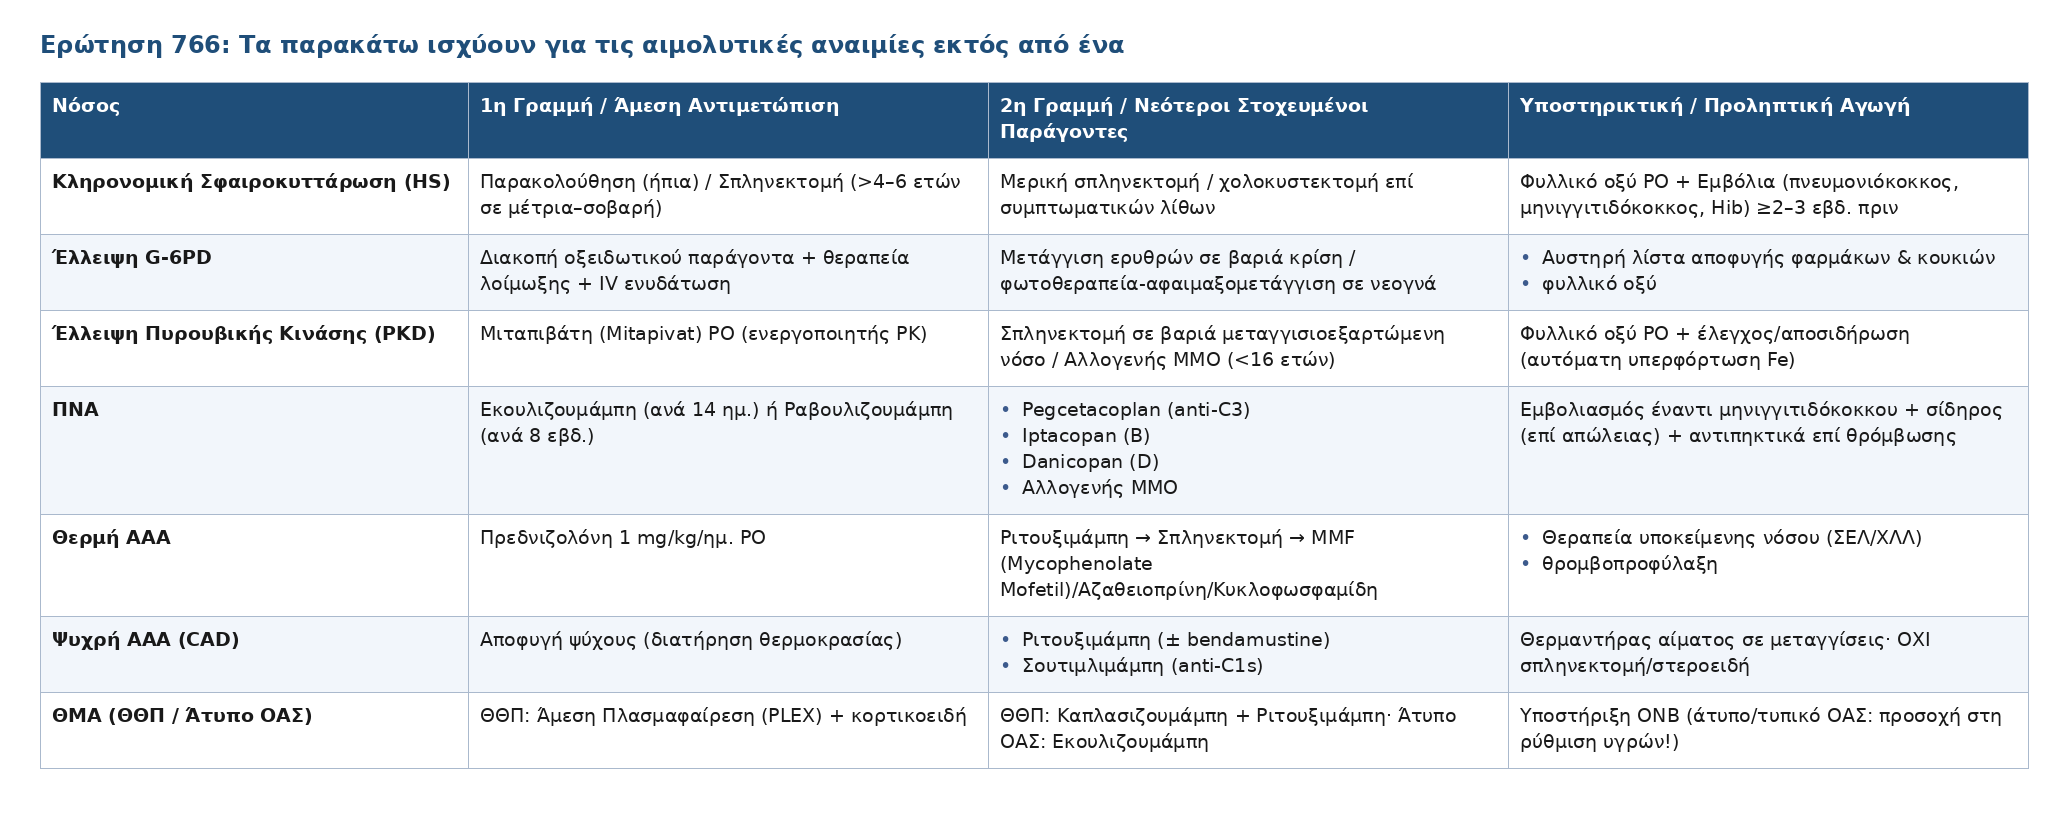 Ερώτηση 766: Τα παρακάτω ισχύουν για τις αιμολυτικές αναιμίες εκτός από ένα
Νόσος
1η Γραμμή / Άμεση Αντιμετώπιση
2η Γραμμή / Νεότεροι Στοχευμένοι
Παράγοντες
Υποστηρικτική / Προληπτική Αγωγή
Κληρονομική Σφαιροκυττάρωση (HS)
Παρακολούθηση (ήπια) / Σπληνεκτομή (>4–6 ετών
σε μέτρια–σοβαρή)
Μερική σπληνεκτομή / χολοκυστεκτομή επί
συμπτωματικών λίθων
Φυλλικό οξύ PO + Εμβόλια (πνευμονιόκοκκος,
μηνιγγιτιδόκοκκος, Hib) ≥2–3 εβδ. πριν
Έλλειψη G-6PD
Διακοπή οξειδωτικού παράγοντα + θεραπεία
λοίμωξης + IV ενυδάτωση
Μετάγγιση ερυθρών σε βαριά κρίση /
φωτοθεραπεία-αφαιμαξομετάγγιση σε νεογνά
• Αυστηρή λίστα αποφυγής φαρμάκων & κουκιών
• φυλλικό οξύ
Έλλειψη Πυρουβικής Κινάσης (PKD)
Μιταπιβάτη (Mitapivat) PO (ενεργοποιητής PK)
Σπληνεκτομή σε βαριά μεταγγισιοεξαρτώμενη
νόσο / Αλλογενής ΜΜΟ (<16 ετών)
Φυλλικό οξύ PO + έλεγχος/αποσιδήρωση
(αυτόματη υπερφόρτωση Fe)
ΠΝΑ
Εκουλιζουμάμπη (ανά 14 ημ.) ή Ραβουλιζουμάμπη
(ανά 8 εβδ.)
• Pegcetacoplan (anti-C3)
• Iptacopan (B)
• Danicopan (D)
• Αλλογενής ΜΜΟ
Εμβολιασμός έναντι μηνιγγιτιδόκοκκου + σίδηρος
(επί απώλειας) + αντιπηκτικά επί θρόμβωσης
Θερμή ΑΑΑ
Πρεδνιζολόνη 1 mg/kg/ημ. PO
Ριτουξιμάμπη → Σπληνεκτομή → MMF
(Mycophenolate
Mofetil)/Αζαθειοπρίνη/Κυκλοφωσφαμίδη
• Θεραπεία υποκείμενης νόσου (ΣΕΛ/ΧΛΛ)
• θρομβοπροφύλαξη
Ψυχρή ΑΑΑ (CAD)
Αποφυγή ψύχους (διατήρηση θερμοκρασίας)
• Ριτουξιμάμπη (± bendamustine)
• Σουτιμλιμάμπη (anti-C1s)
Θερμαντήρας αίματος σε μεταγγίσεις· ΟΧΙ
σπληνεκτομή/στεροειδή
ΘΜΑ (ΘΘΠ / Άτυπο ΟΑΣ)
ΘΘΠ: Άμεση Πλασμαφαίρεση (PLEX) + κορτικοειδή
ΘΘΠ: Καπλασιζουμάμπη + Ριτουξιμάμπη· Άτυπο
ΟΑΣ: Εκουλιζουμάμπη
Υποστήριξη ΟΝΒ (άτυπο/τυπικό ΟΑΣ: προσοχή στη
ρύθμιση υγρών!)